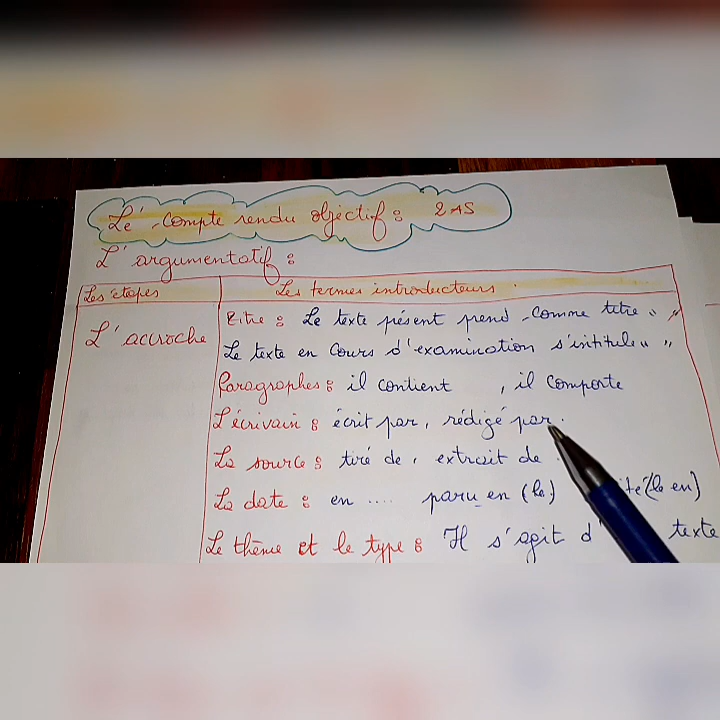 Le compte rendu objectif : 2AS
L'argumentatif :
Les étapes
Les termes introducteurs
L'accroche
Titre : Le texte présent prend comme titre " "
Le texte en cours d'examination s'intitule " "
Paragraphes : il contient , il comporte
L'écrivain : écrit par, rédigé par.
La source : tiré de, extrait de
La date : en .... paru en (le) (le en)
Le thème et le type : Il s'agit d' texte